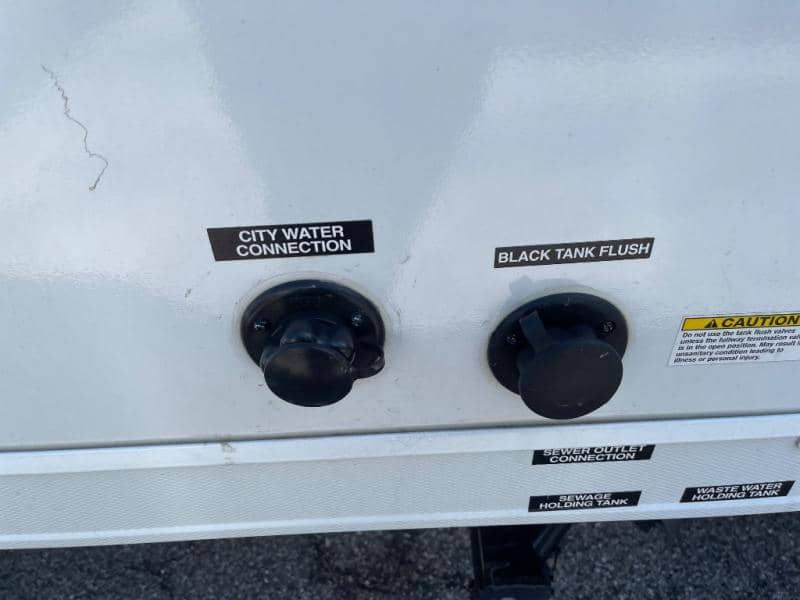 CITY WATER
CONNECTION
BLACK TANK FLUSH
CAUTION
Do not use the tank flush valves
unless the fullway termination
is in the open position. May result
unsanitary condition leading to
illness or personal injury.
SEWER OUTLET
CONNECTION
SEWAGE
HOLDING TANK
WASTE WATER
HOLDING TANK